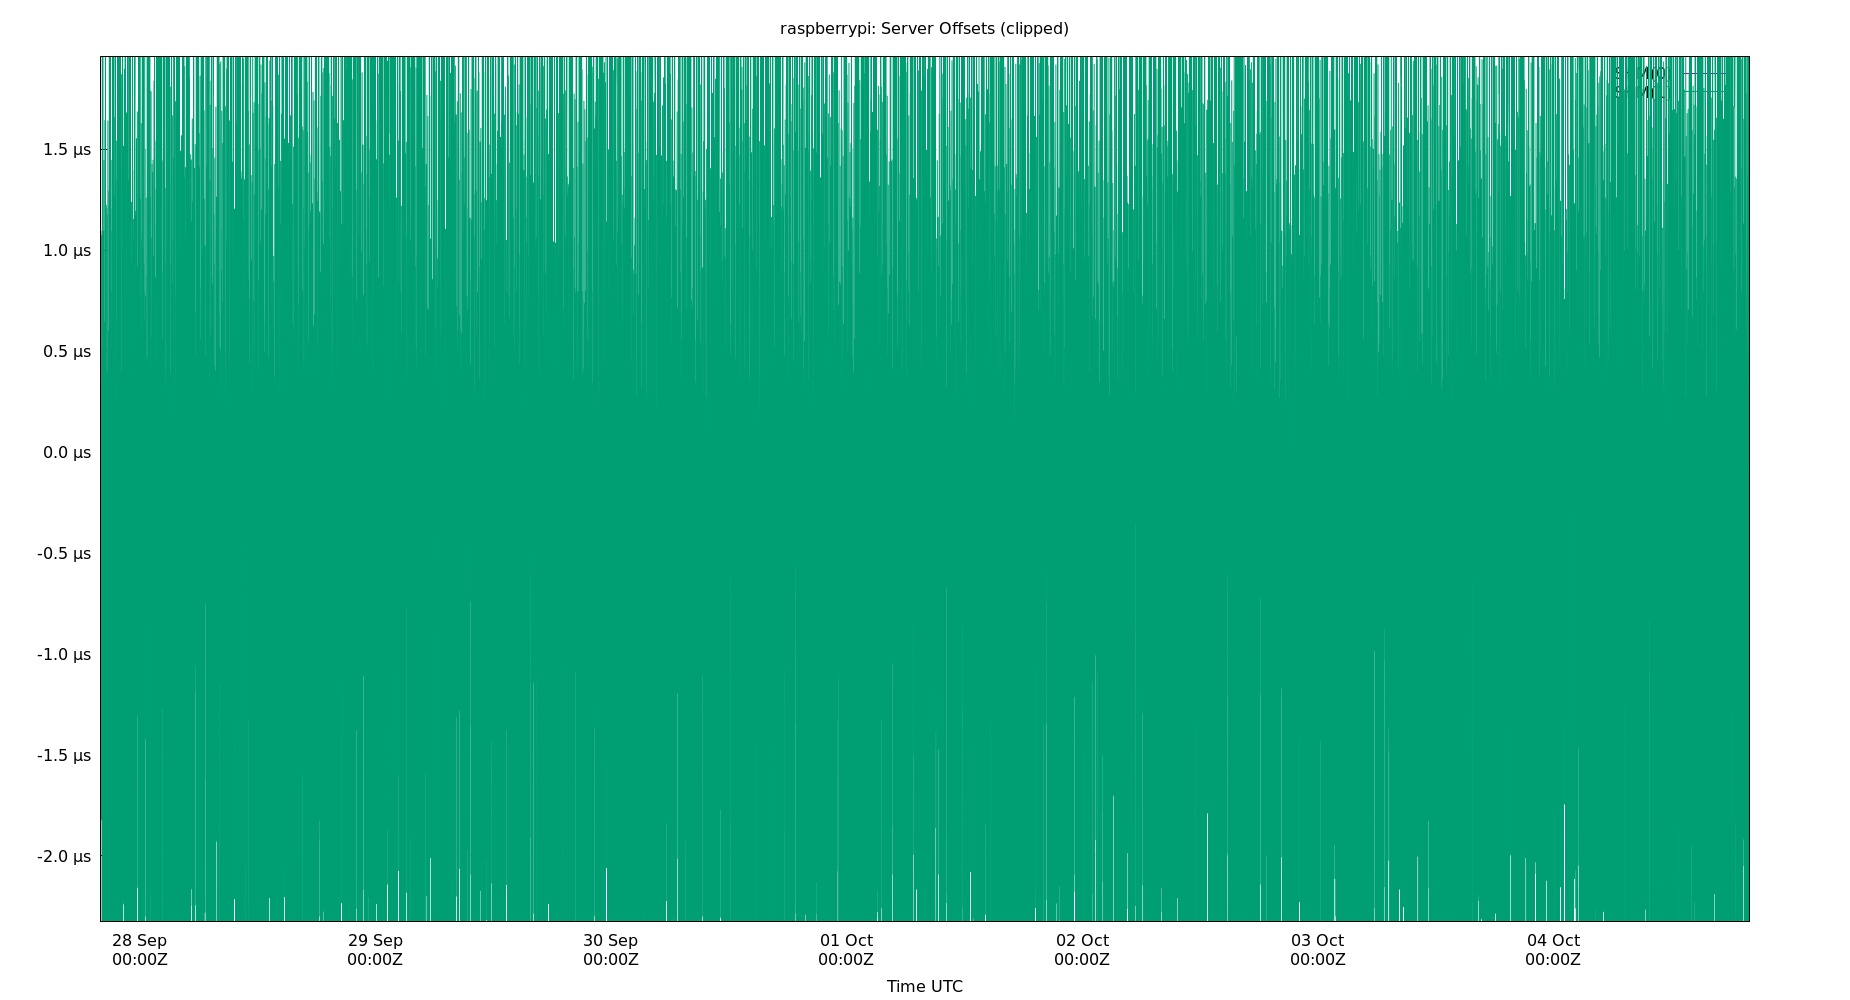 raspberrypi: Server Offsets (clipped)
1.5 µs
1.0 µs
0.5 µs
0.0 µs
-0.5 µs
-1.0 µs
-1.5 µs
-2.0 µs
28 Sep
00:00Z
29 Sep
00:00Z
30 Sep
00:00Z
01 Oct
00:00Z
02 Oct
00:00Z
03 Oct
00:00Z
04 Oct
00:00Z
Time UTC